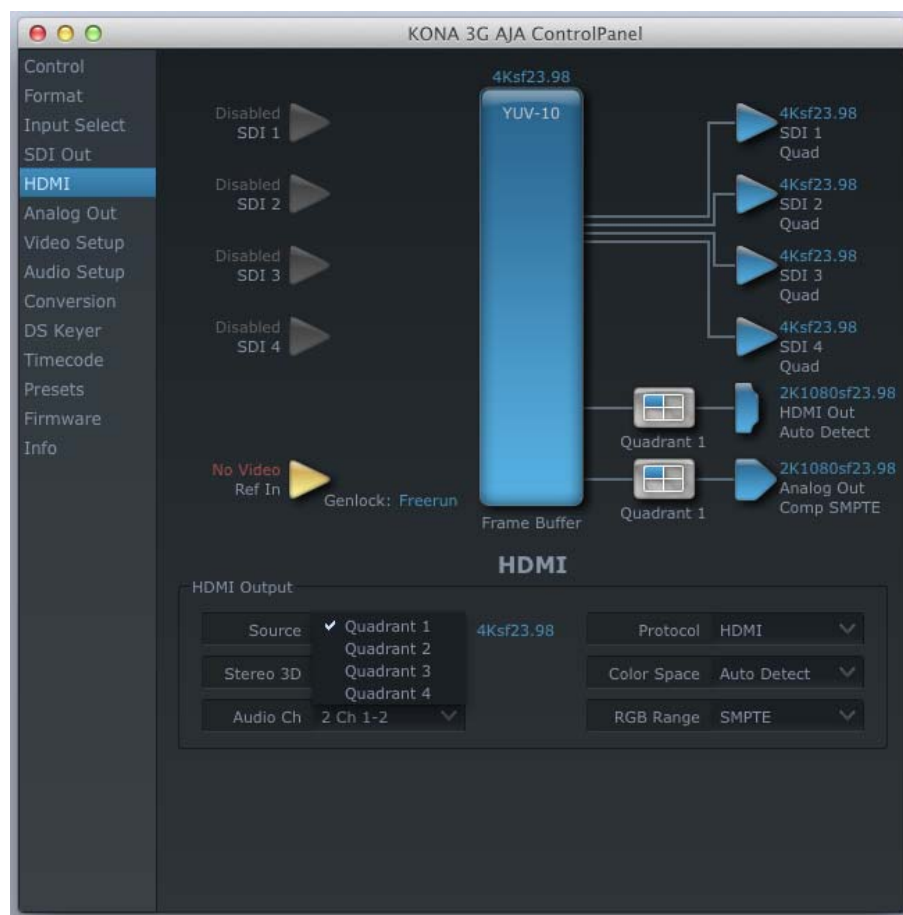 KONA 3G AJA ControlPanel
Control
Format
Input Select
SDI Out
HDMI
Analog Out
Video Setup
Audio Setup
Conversion
DS Keyer
Timecode
Presets
Firmware
Info
4Ksf23.98
YUV-10
Disabled
SDI 1
Disabled
SDI 2
Disabled
SDI 3
Disabled
SDI 4
No Video
Ref In
Genlock: Freerun
Frame Buffer
4Ksf23.98
SDI 1
Quad
4Ksf23.98
SDI 2
Quad
4Ksf23.98
SDI 3
Quad
4Ksf23.98
SDI 4
Quad
Quadrant 1
2K1080sf23.98
HDMI Out
Auto Detect
Quadrant 1
2K1080sf23.98
Analog Out
Comp SMPTE
HDMI
HDMI Output
Source
✓ Quadrant 1
Quadrant 2
Quadrant 3
Quadrant 4
4Ksf23.98
Stereo 3D
Audio Ch 2 Ch 1-2
Protocol HDMI
Color Space Auto Detect
RGB Range SMPTE